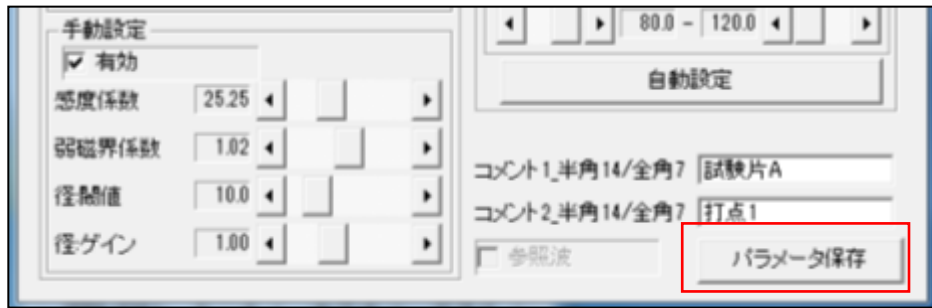 手動設定
有効
感度係数 25.25
弱磁界係数 1.02
径:閾値 10.0
径:ゲイン 1.00
80.0 - 120.0
自動設定
コメント1_半角14/全角7 試験片A
コメント2_半角14/全角7 打点1
参照波
パラメータ保存